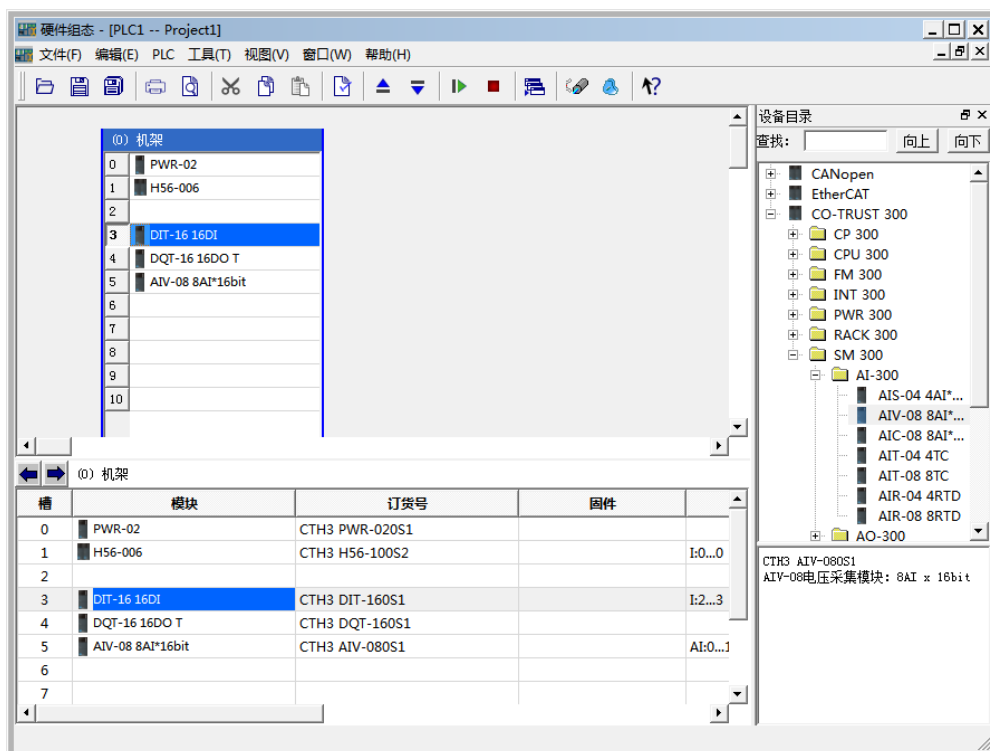 硬件组态 - [PLC1 -- Project1]
文件(F) 编辑(E) PLC 工具(T) 视图(V) 窗口(W) 帮助(H)
(0) 机架
0 PWR-02
1 H56-006
2
3 DIT-16 16DI
4 DQT-16 16DO T
5 AIV-08 8AI*16bit
6
7
8
9
10
(0) 机架
槽 模块 订货号 固件
0 PWR-02 CTH3 PWR-020S1
1 H56-006 CTH3 H56-100S2 I:0...0
2
3 DIT-16 16DI CTH3 DIT-160S1 I:2...3
4 DQT-16 16DO T CTH3 DQT-160S1
5 AIV-08 8AI*16bit CTH3 AIV-080S1 AI:0...1
6
7
设备目录
查找: 向上 向下
CANopen
EtherCAT
CO-TRUST 300
CP 300
CPU 300
FM 300
INT 300
PWR 300
RACK 300
SM 300
AI-300
AIS-04 4AI*...
AIV-08 8AI*...
AIC-08 8AI*...
AIT-04 4TC
AIT-08 8TC
AIR-04 4RTD
AIR-08 8RTD
AO-300
CTH3 AIV-080S1
AIV-08电压采集模块: 8AI x 16bit